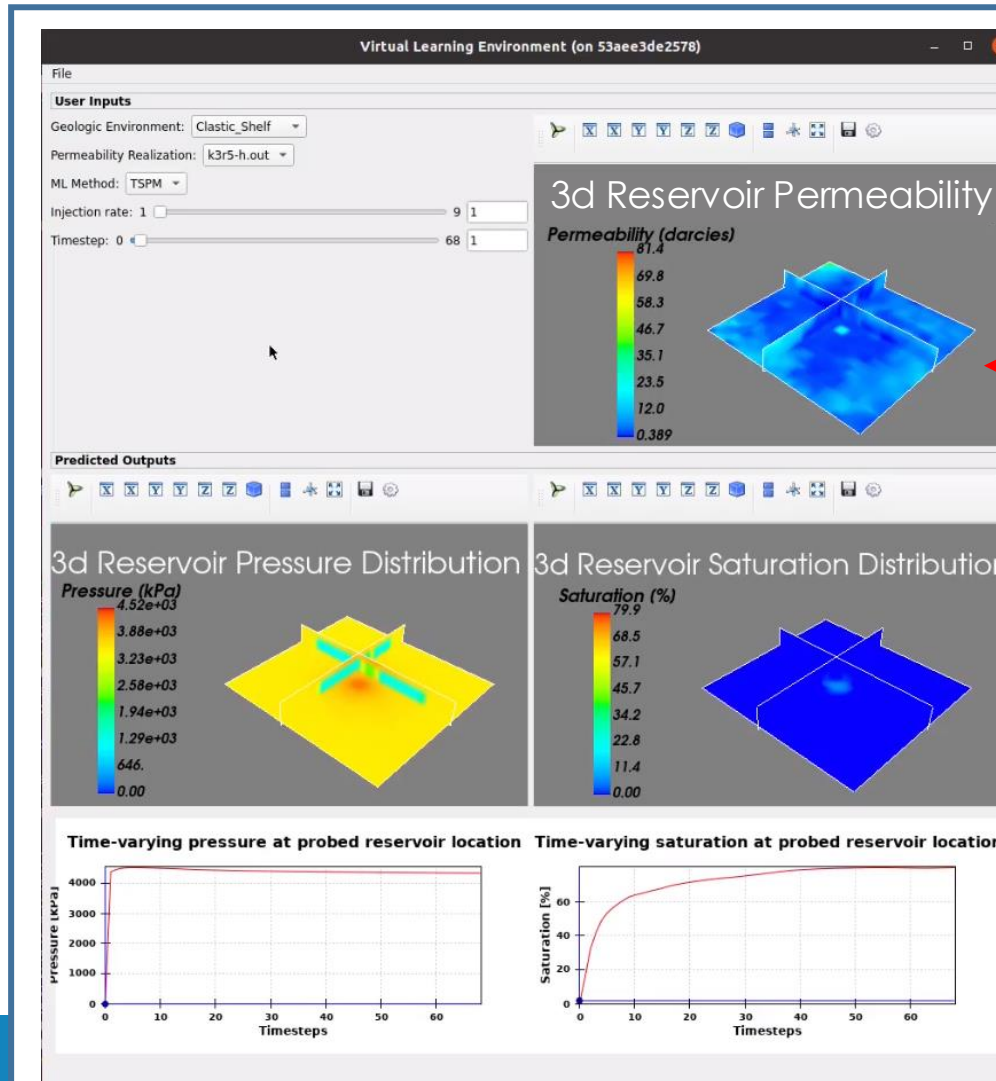 Virtual Learning Environment (on 53aee3de2578)
File
User Inputs
Geologic Environment: Clastic_Shelf
Permeability Realization: k3r5-h.out
ML Method: TSPM
Injection rate: 1 9 1
Timestep: 0 68 1
X X Y Y Z Z
3d Reservoir Permeability
Permeability (darcies)
81.4
69.8
58.3
46.7
35.1
23.5
12.0
0.389
Predicted Outputs
X X Y Y Z Z
X X Y Y Z Z
3d Reservoir Pressure Distribution
Pressure (kPa)
4.52e+03
3.88e+03
3.23e+03
2.58e+03
1.94e+03
1.29e+03
646.
0.00
3d Reservoir Saturation Distribution
Saturation (%)
79.9
68.5
57.1
45.7
34.2
22.8
11.4
0.00
Time-varying pressure at probed reservoir location
Pressure [kPa]
4000
3000
2000
1000
0
0 10 20 30 40 50 60
Timesteps
Time-varying saturation at probed reservoir location
Saturation [%]
60
40
20
0
0 10 20 30 40 50 60
Timesteps